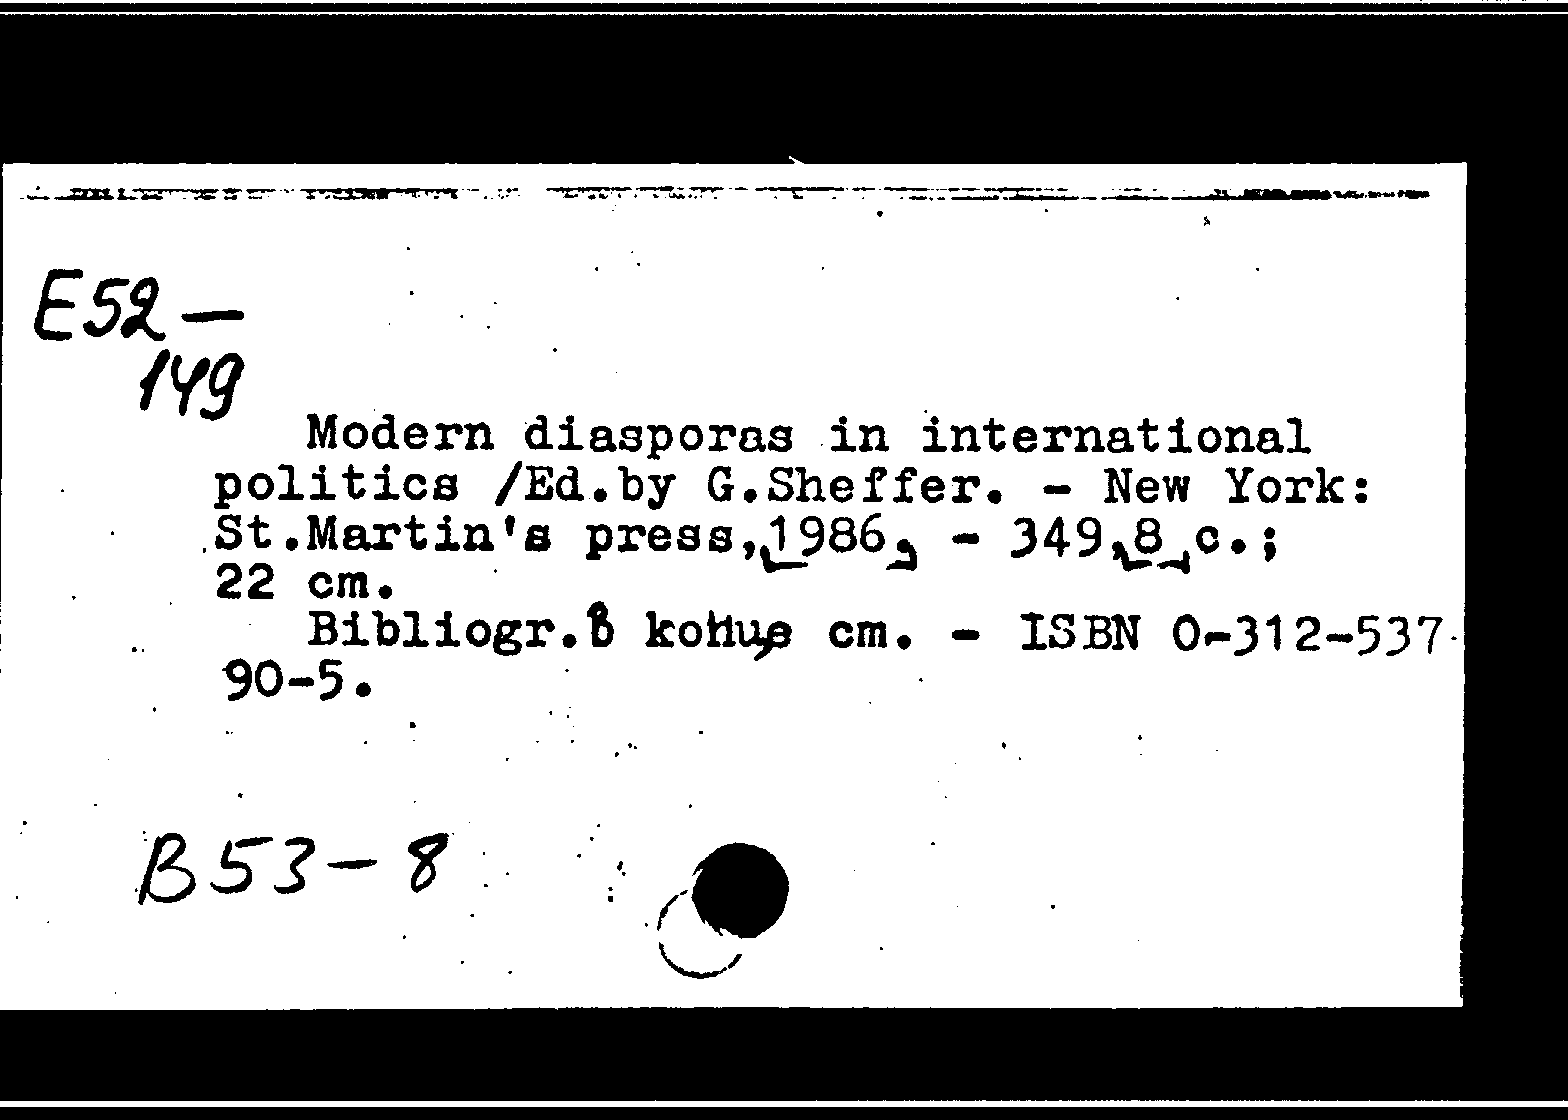 E52—
149
Modern diasporas in international
politics /Ed.by G.Sheffer. - New York:
St.Martin's press,[1986]. - 349,[8]c.;
22 cm.
Bibliogr.в конце cm. - ISBN 0-312-537
90-5.
B53-8